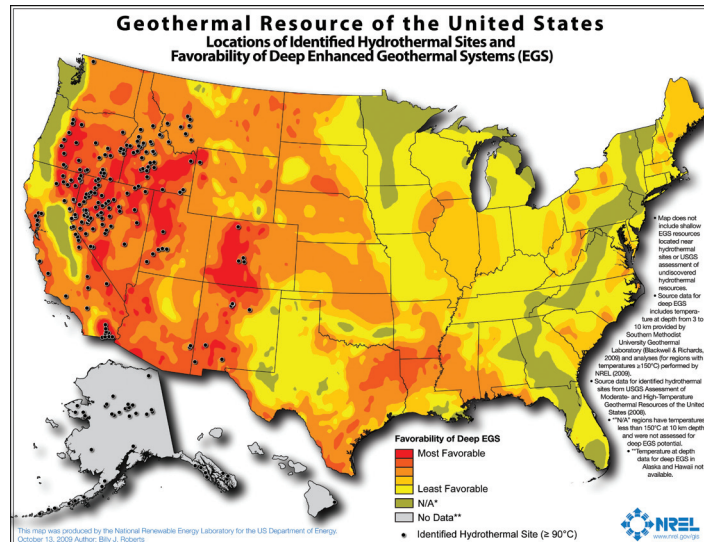 Geothermal Resource of the United States
Locations of Identified Hydrothermal Sites and
Favorability of Deep Enhanced Geothermal Systems (EGS)
• Map does not
include shallow
EGS resources
located near
hydrothermal
sites or USGS
assessment of
undiscovered
hydrothermal
resources.
• Source data for
deep EGS
includes tempera-
ture at depth from 3 to
10 km provided by
Southern Methodist
University Geothermal
Laboratory (Blackwell & Richards,
2009) and analyses (for regions with
temperatures ≥150°C) performed by
NREL (2009).
• Source data for identified hydrothermal
sites from USGS Assessment of
Moderate- and High-Temperature
Geothermal Resources of the United
States (2008).
• *"N/A" regions have temperatures
less than 150°C at 10 km depth
and were not assessed for
deep EGS potential.
• **Temperature at depth
data for deep EGS in
Alaska and Hawaii not
available.
Favorability of Deep EGS
Most Favorable
Least Favorable
N/A*
No Data**
Identified Hydrothermal Site (≥ 90°C)
This map was produced by the National Renewable Energy Laboratory for the US Department of Energy.
October 13, 2009 Author: Billy J. Roberts
NREL
www.nrel.gov/gis